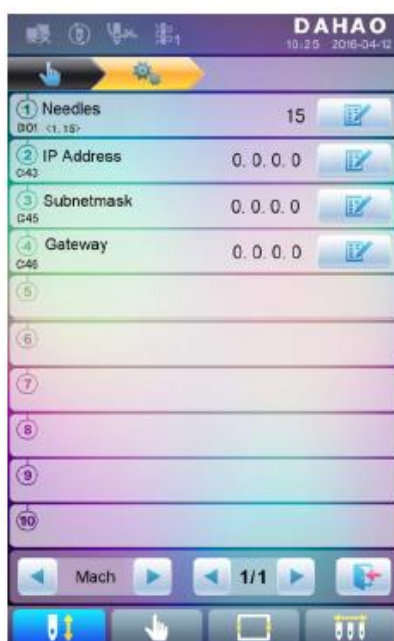 DAHAO
1
10:25 2016-04-12
1 Needles 15
D01 <1, 15>
2 IP Address 0. 0. 0. 0
C43
3 Subnetmask 0. 0. 0. 0
C45
4 Gateway 0. 0. 0. 0
C46
5
6
7
8
9
10
Mach 1/1